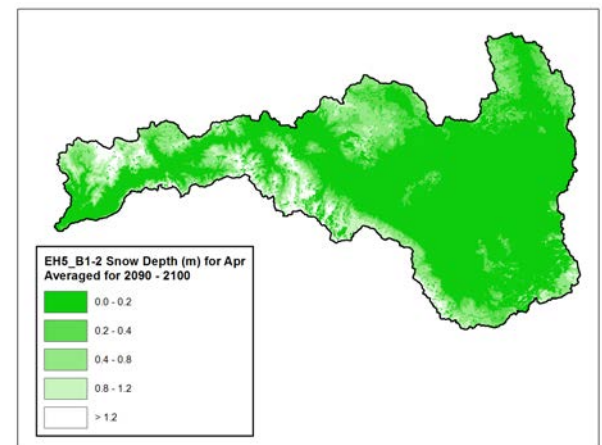 EH5_B1-2 Snow Depth (m) for Apr
Averaged for 2090 - 2100
0.0 - 0.2
0.2 - 0.4
0.4 - 0.8
0.8 - 1.2
> 1.2